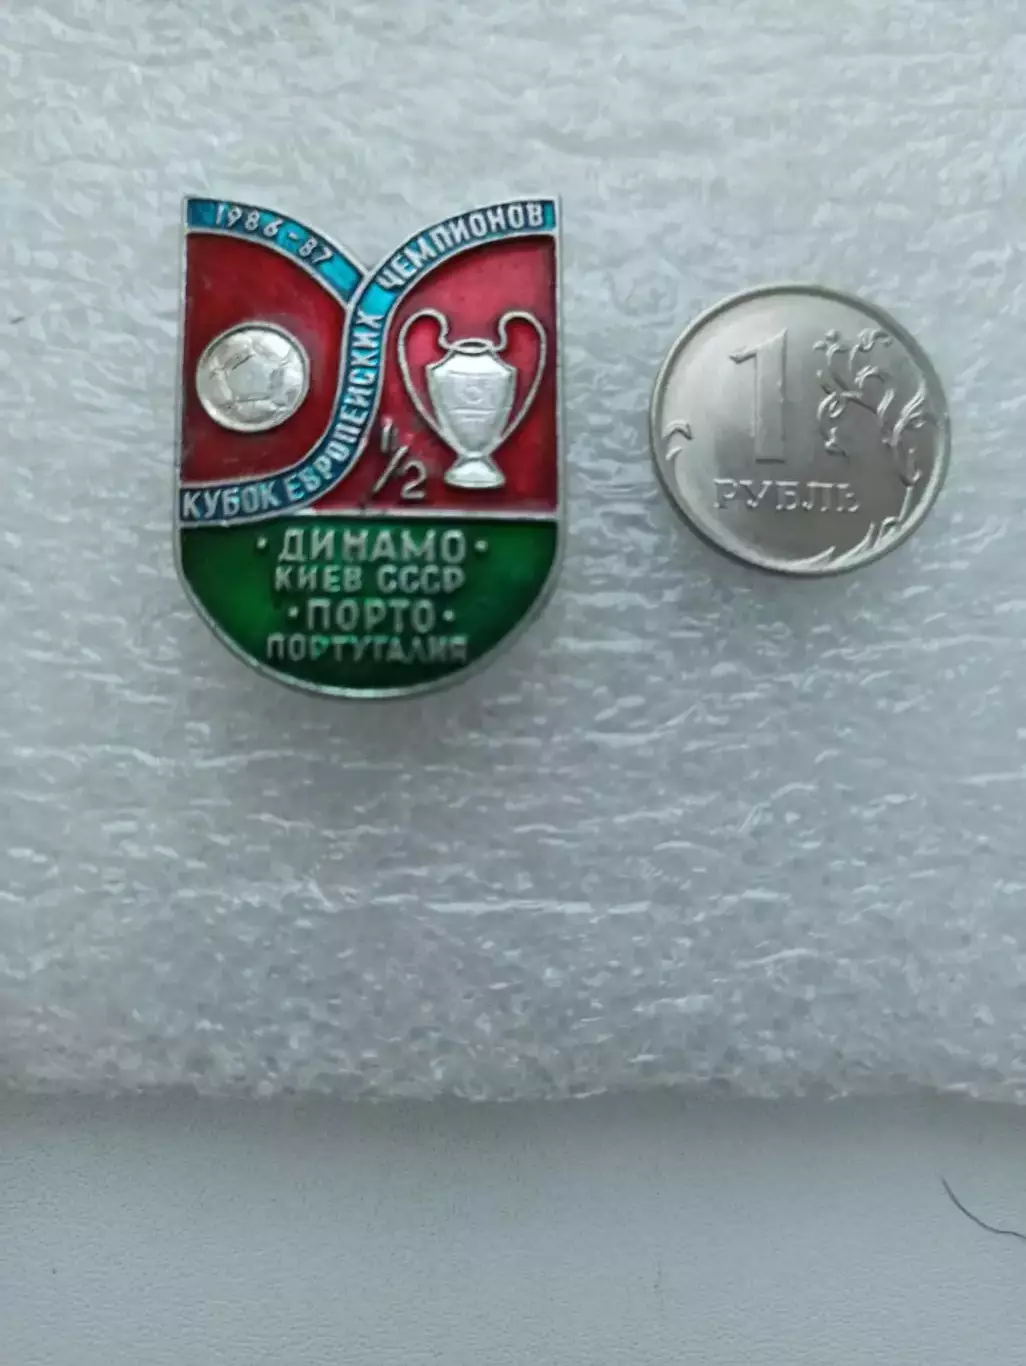 1986-87
КУБОК ЕВРОПЕЙСКИХ ЧЕМПИОНОВ
1/2
· ДИНАМО ·
КИЕВ СССР
· ПОРТО ·
ПОРТУГАЛИЯ
1
РУБЛЬ